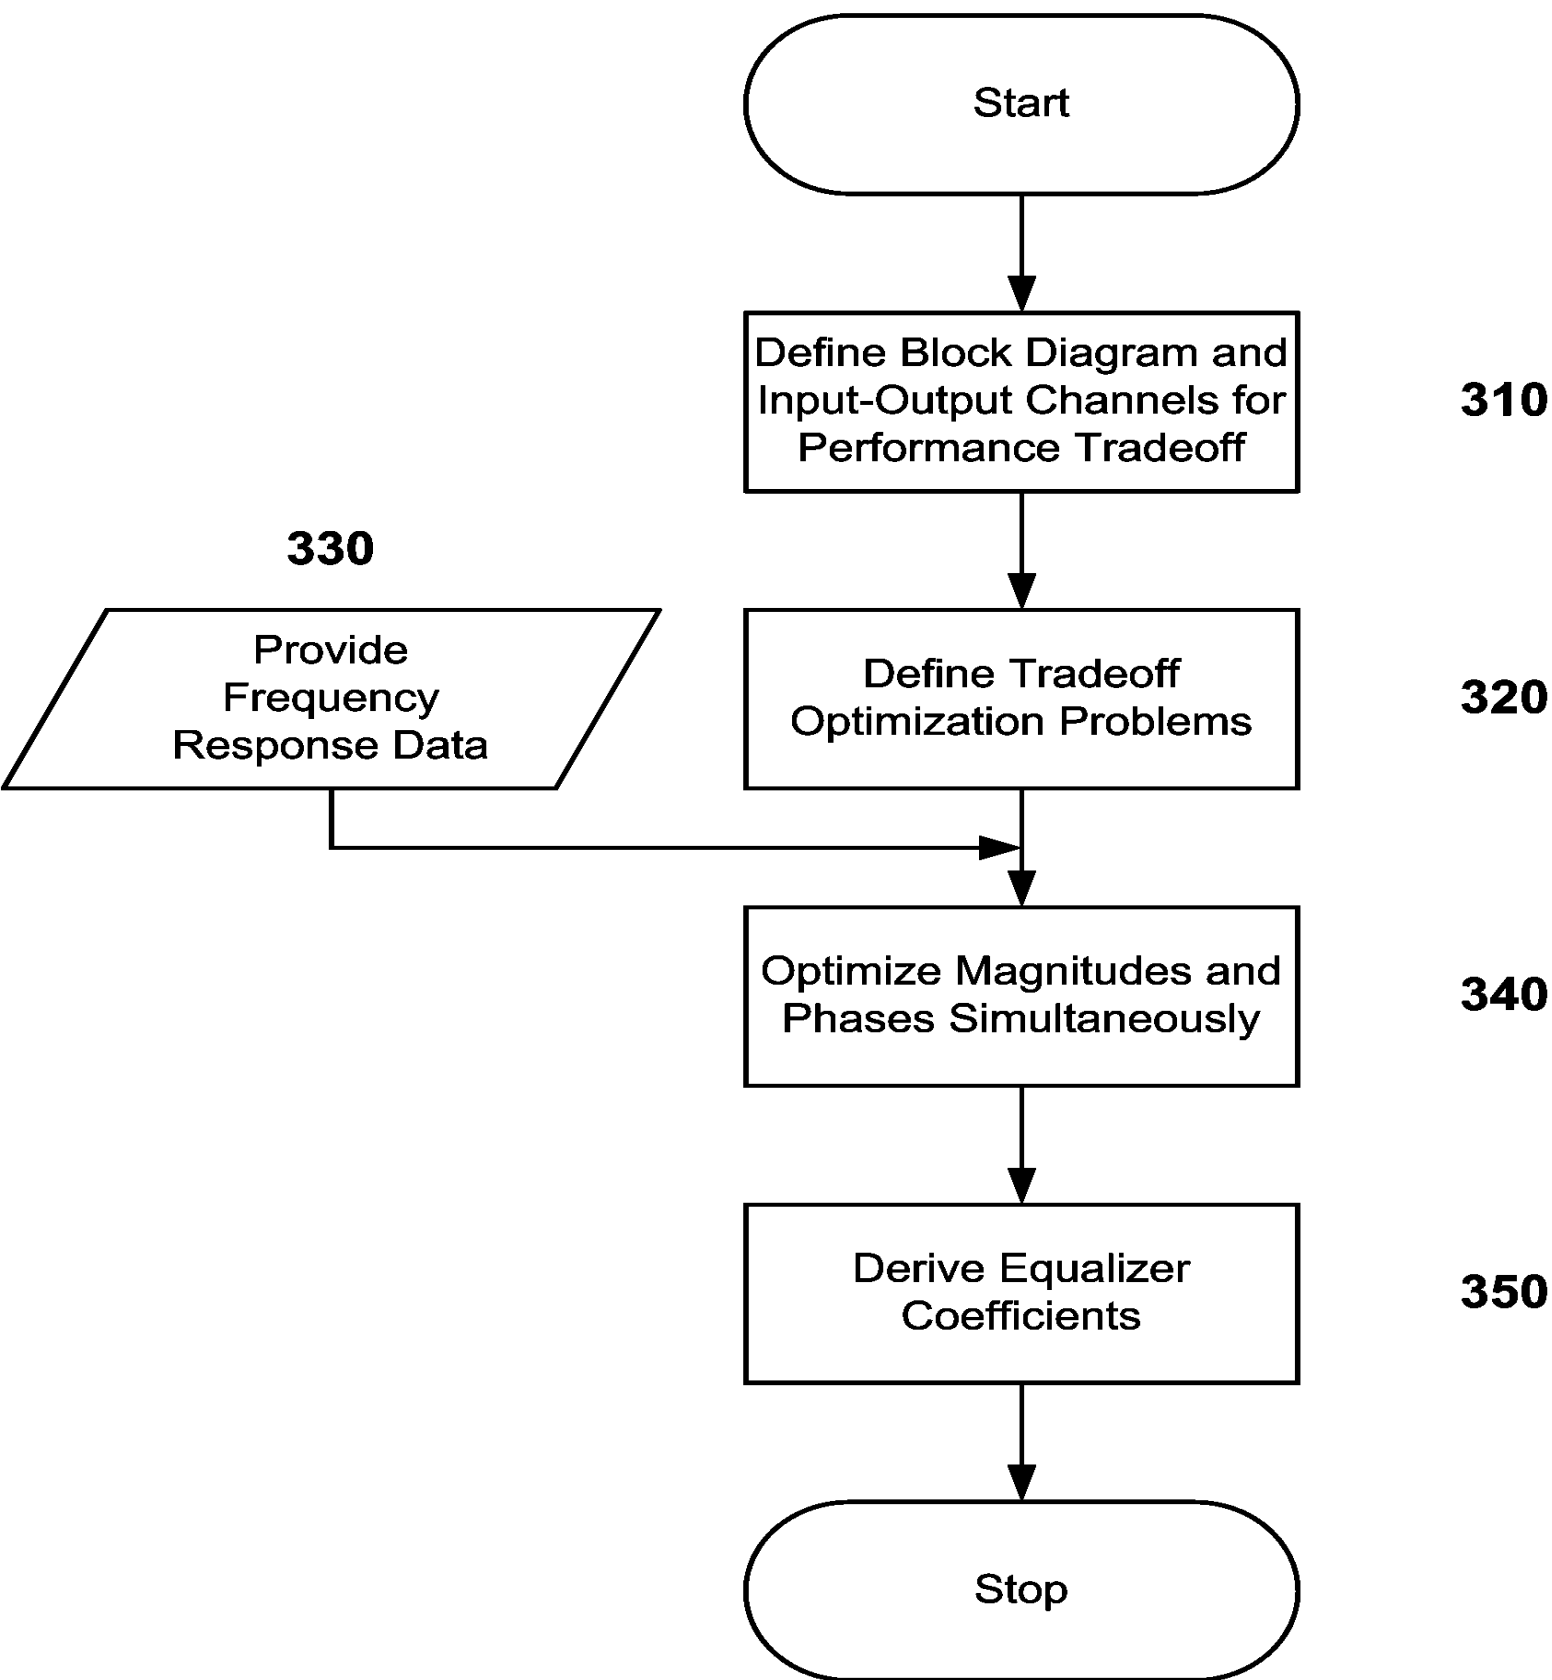 Start
Define Block Diagram and
Input-Output Channels for
Performance Tradeoff
310
330
Provide
Frequency
Response Data
Define Tradeoff
Optimization Problems
320
Optimize Magnitudes and
Phases Simultaneously
340
Derive Equalizer
Coefficients
350
Stop